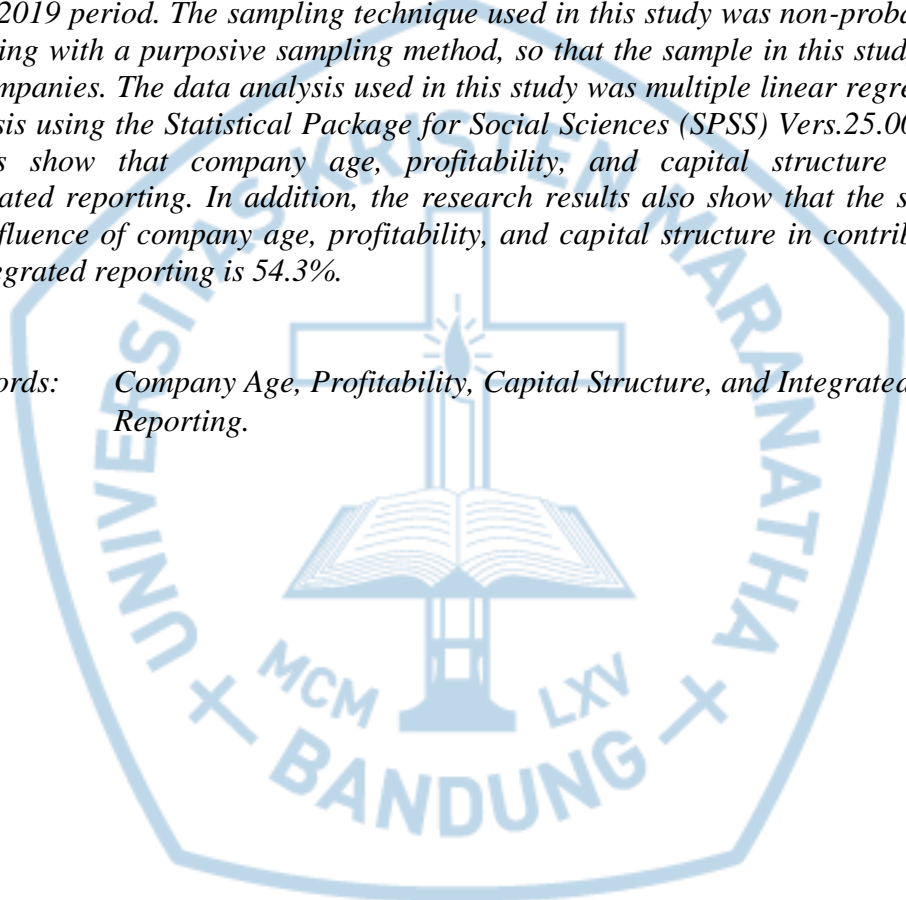 2019 period. The sampling technique used in this study was non-proba
ing with a purposive sampling method, so that the sample in this stud
mpanies. The data analysis used in this study was multiple linear regre
sis using the Statistical Package for Social Sciences (SPSS) Vers.25.00
s show that company age, profitability, and capital structure
ated reporting. In addition, the research results also show that the s
fluence of company age, profitability, and capital structure in contrib
egrated reporting is 54.3%.
ords: Company Age, Profitability, Capital Structure, and Integrated
Reporting.
UNIVERSITAS KRISTEN MARANATHA
MCM LXV
BANDUNG